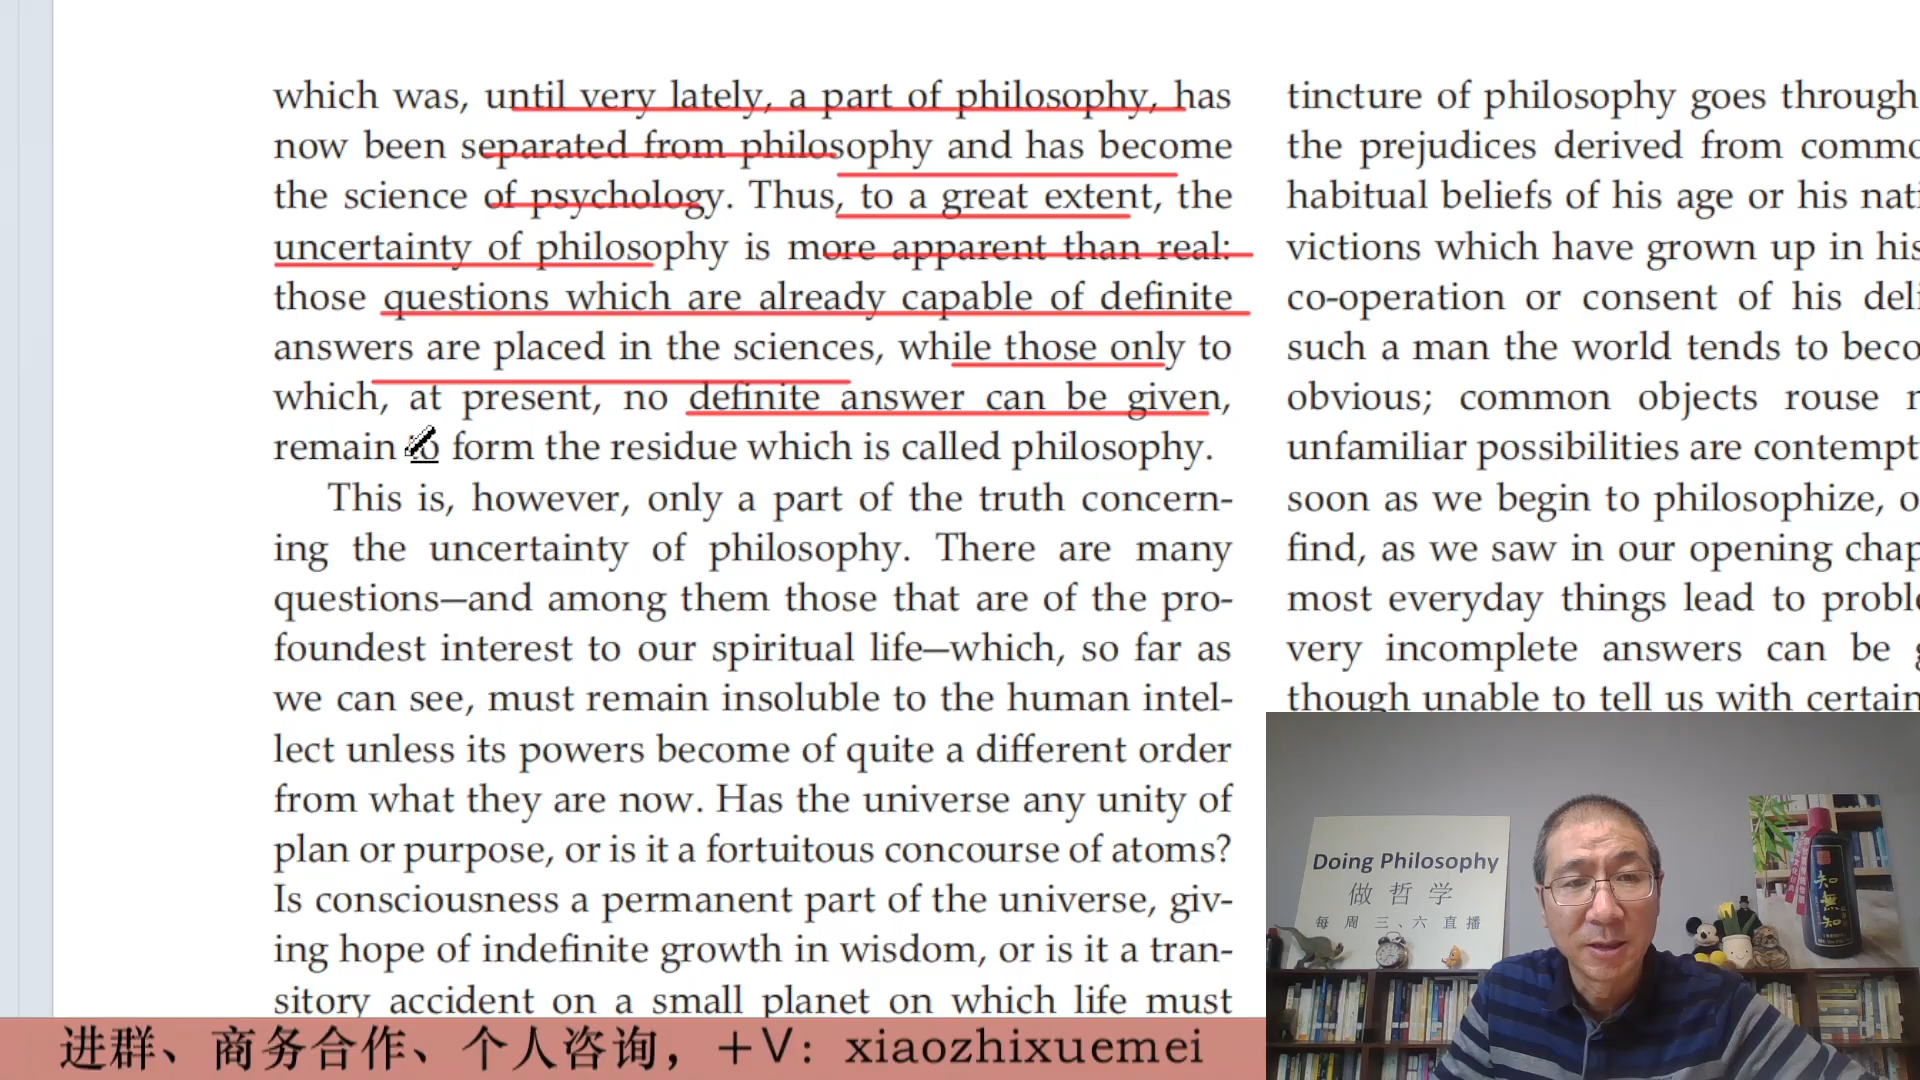 which was, until very lately, a part of philosophy, has
now been separated from philosophy and has become
the science of psychology. Thus, to a great extent, the
uncertainty of philosophy is more apparent than real:
those questions which are already capable of definite
answers are placed in the sciences, while those only to
which, at present, no definite answer can be given,
remain to form the residue which is called philosophy.
This is, however, only a part of the truth concern-
ing the uncertainty of philosophy. There are many
questions—and among them those that are of the pro-
foundest interest to our spiritual life—which, so far as
we can see, must remain insoluble to the human intel-
lect unless its powers become of quite a different order
from what they are now. Has the universe any unity of
plan or purpose, or is it a fortuitous concourse of atoms?
Is consciousness a permanent part of the universe, giv-
ing hope of indefinite growth in wisdom, or is it a tran-
sitory accident on a small planet on which life must
tincture of philosophy goes through
the prejudices derived from commo
habitual beliefs of his age or his nati
victions which have grown up in his
co-operation or consent of his deli
such a man the world tends to beco
obvious; common objects rouse n
unfamiliar possibilities are contempt
soon as we begin to philosophize, o
find, as we saw in our opening chap
most everyday things lead to proble
very incomplete answers can be g
though unable to tell us with certain
Doing Philosophy
做哲学
每周三、六直播
知無知
进群、商务合作、个人咨询，+V：xiaozhixuemei